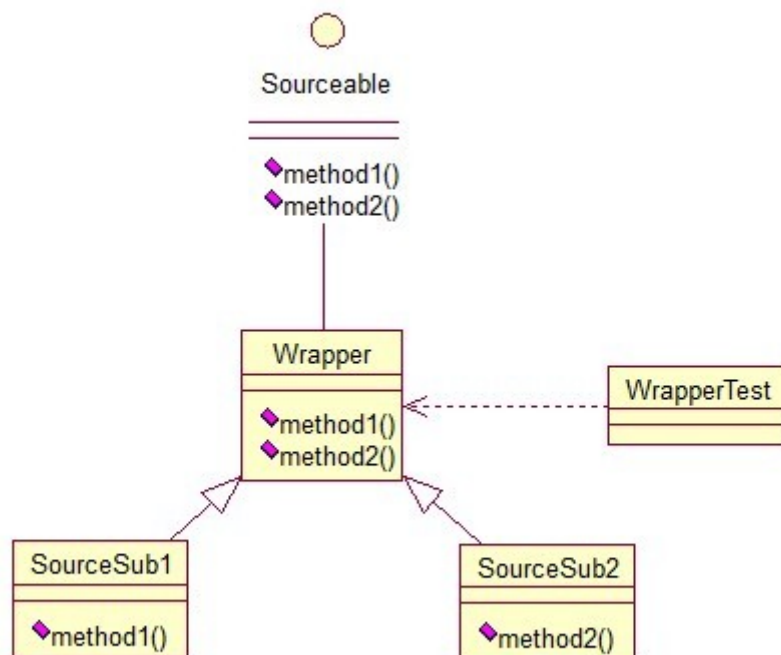 Sourceable
method1()
method2()
Wrapper
method1()
method2()
WrapperTest
SourceSub1
method1()
SourceSub2
method2()